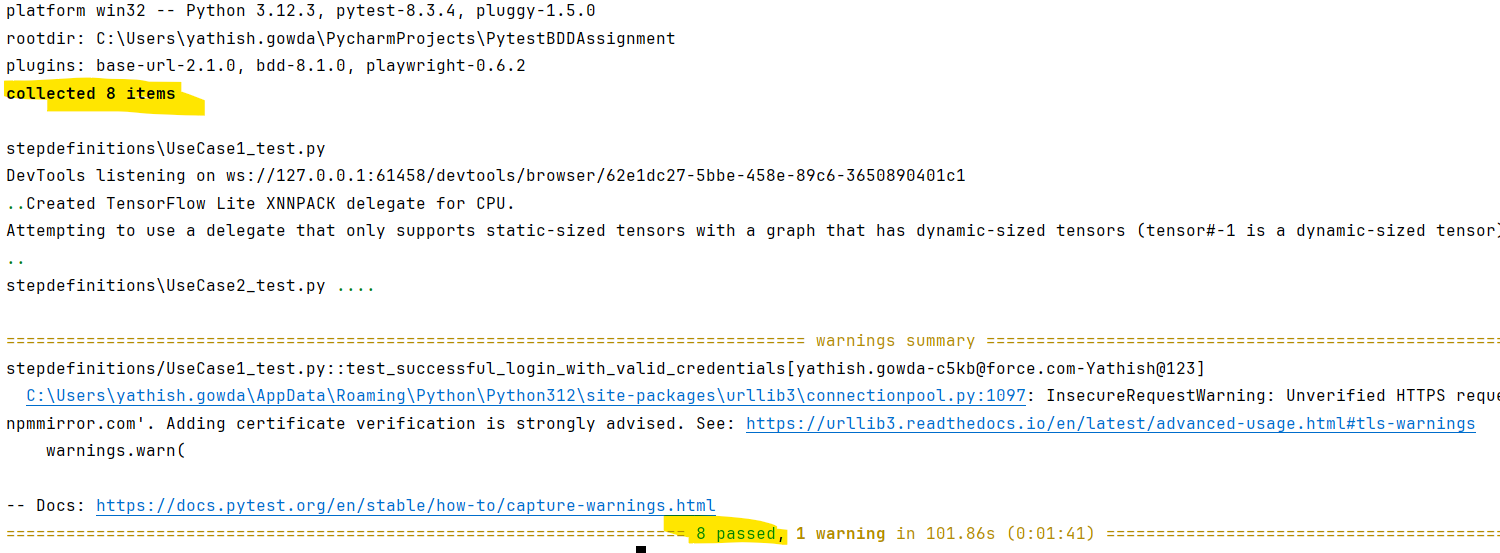 platform win32 -- Python 3.12.3, pytest-8.3.4, pluggy-1.5.0
rootdir: C:\Users\yathish.gowda\PycharmProjects\PytestBDDAssignment
plugins: base-url-2.1.0, bdd-8.1.0, playwright-0.6.2
collected 8 items
stepdefinitions\UseCase1_test.py
DevTools listening on ws://127.0.0.1:61458/devtools/browser/62e1dc27-5bbe-458e-89c6-3650890401c1
..Created TensorFlow Lite XNNPACK delegate for CPU.
Attempting to use a delegate that only supports static-sized tensors with a graph that has dynamic-sized tensors (tensor#-1 is a dynamic-sized tensor)
..
stepdefinitions\UseCase2_test.py ....
================================================================================ warnings summary ====================================================
stepdefinitions/UseCase1_test.py::test_successful_login_with_valid_credentials[yathish.gowda-c5kb@force.com-Yathish@123]
C:\Users\yathish.gowda\AppData\Roaming\Python\Python312\site-packages\urllib3\connectionpool.py:1097: InsecureRequestWarning: Unverified HTTPS reque
npmmirror.com'. Adding certificate verification is strongly advised. See: https://urllib3.readthedocs.io/en/latest/advanced-usage.html#tls-warnings
warnings.warn(
-- Docs: https://docs.pytest.org/en/stable/how-to/capture-warnings.html
==================================================================== 8 passed, 1 warning in 101.86s (0:01:41) =========================================